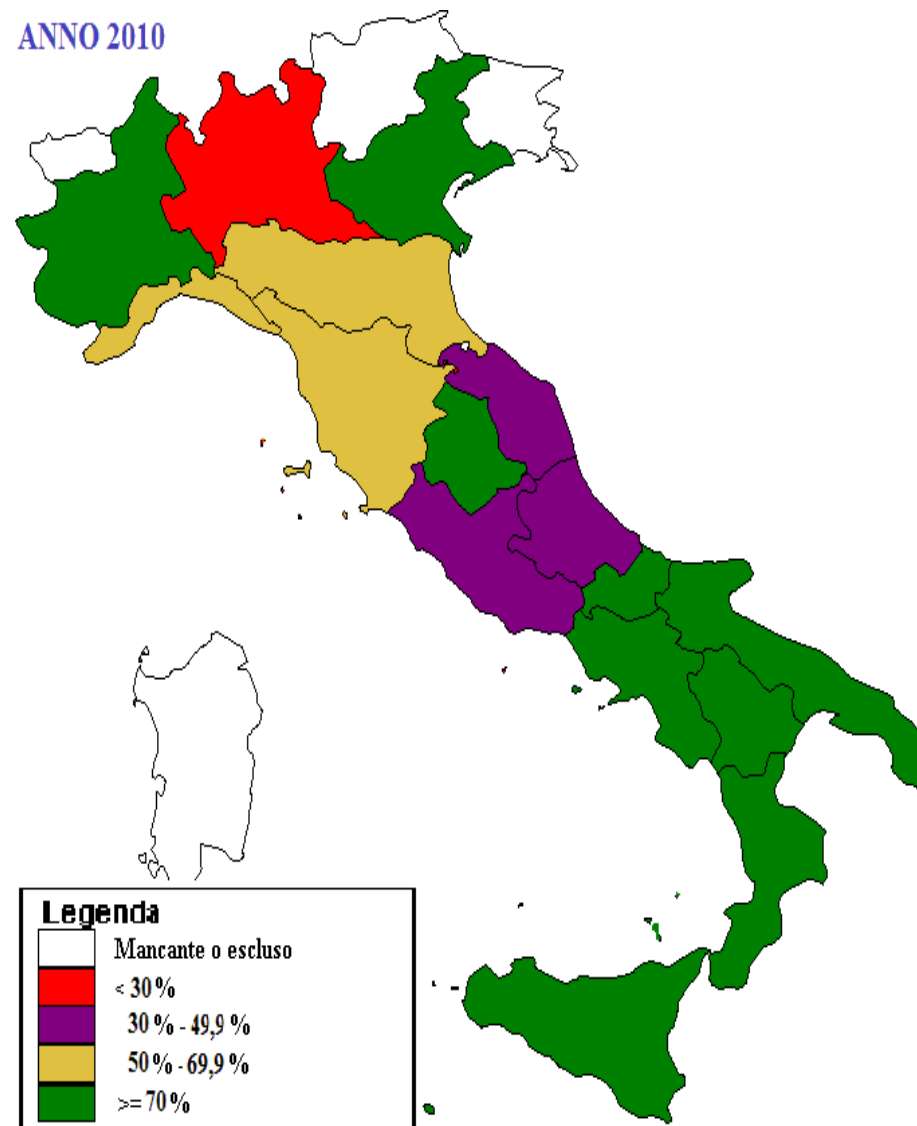 ANNO 2010
Legenda
Mancante o escluso
< 30 %
30 % - 49,9 %
50 % - 69,9 %
>= 70 %